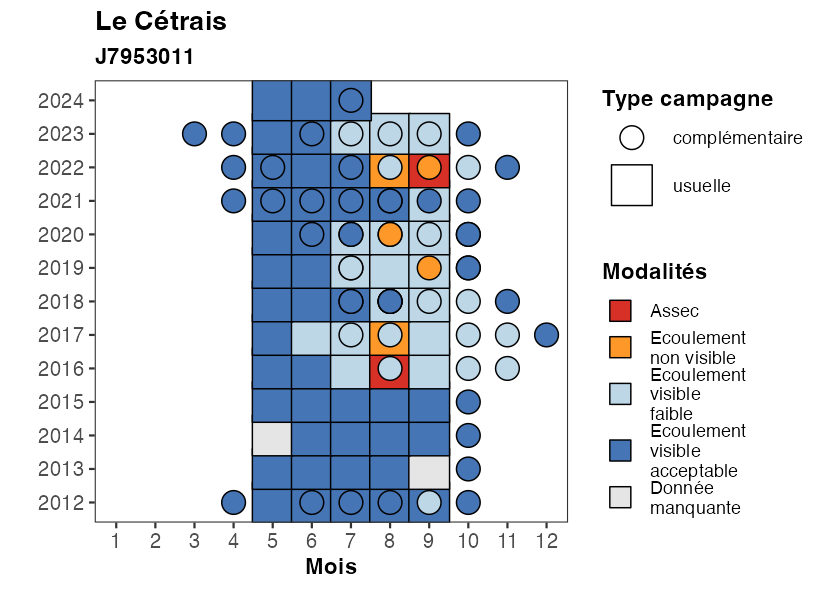 Le Cétrais
J7953011
2024
2023
2022
2021
2020
2019
2018
2017
2016
2015
2014
2013
2012
1 2 3 4 5 6 7 8 9 10 11 12
Mois
Type campagne
complémentaire
usuelle
Modalités
Assec
Ecoulement
non visible
Ecoulement
visible
faible
Ecoulement
visible
acceptable
Donnée
manquante